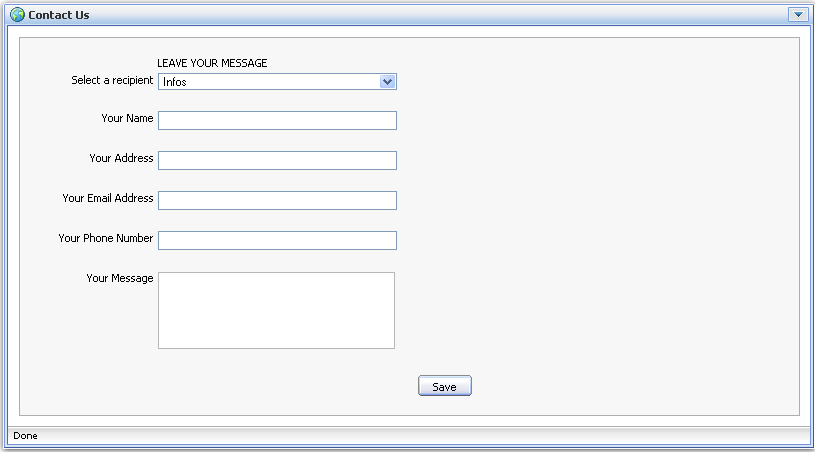 Contact Us
LEAVE YOUR MESSAGE
Select a recipient Infos
Your Name
Your Address
Your Email Address
Your Phone Number
Your Message
Save
Done